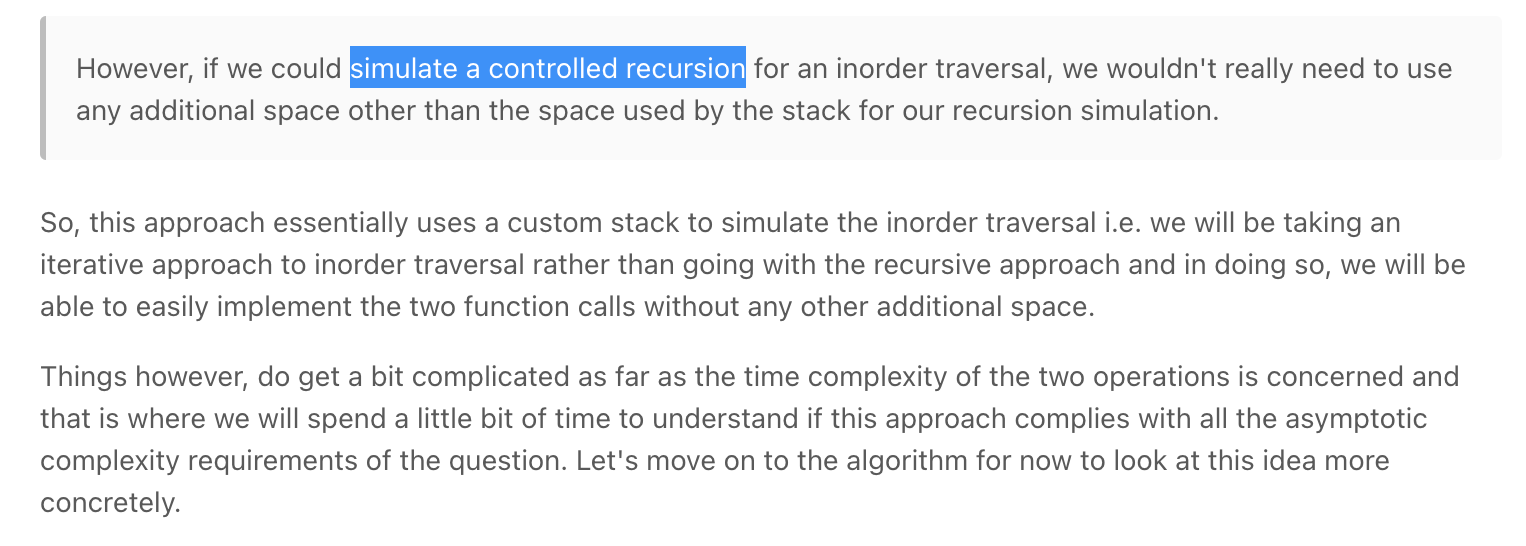 However, if we could simulate a controlled recursion for an inorder traversal, we wouldn't really need to use
any additional space other than the space used by the stack for our recursion simulation.
So, this approach essentially uses a custom stack to simulate the inorder traversal i.e. we will be taking an
iterative approach to inorder traversal rather than going with the recursive approach and in doing so, we will be
able to easily implement the two function calls without any other additional space.
Things however, do get a bit complicated as far as the time complexity of the two operations is concerned and
that is where we will spend a little bit of time to understand if this approach complies with all the asymptotic
complexity requirements of the question. Let's move on to the algorithm for now to look at this idea more
concretely.